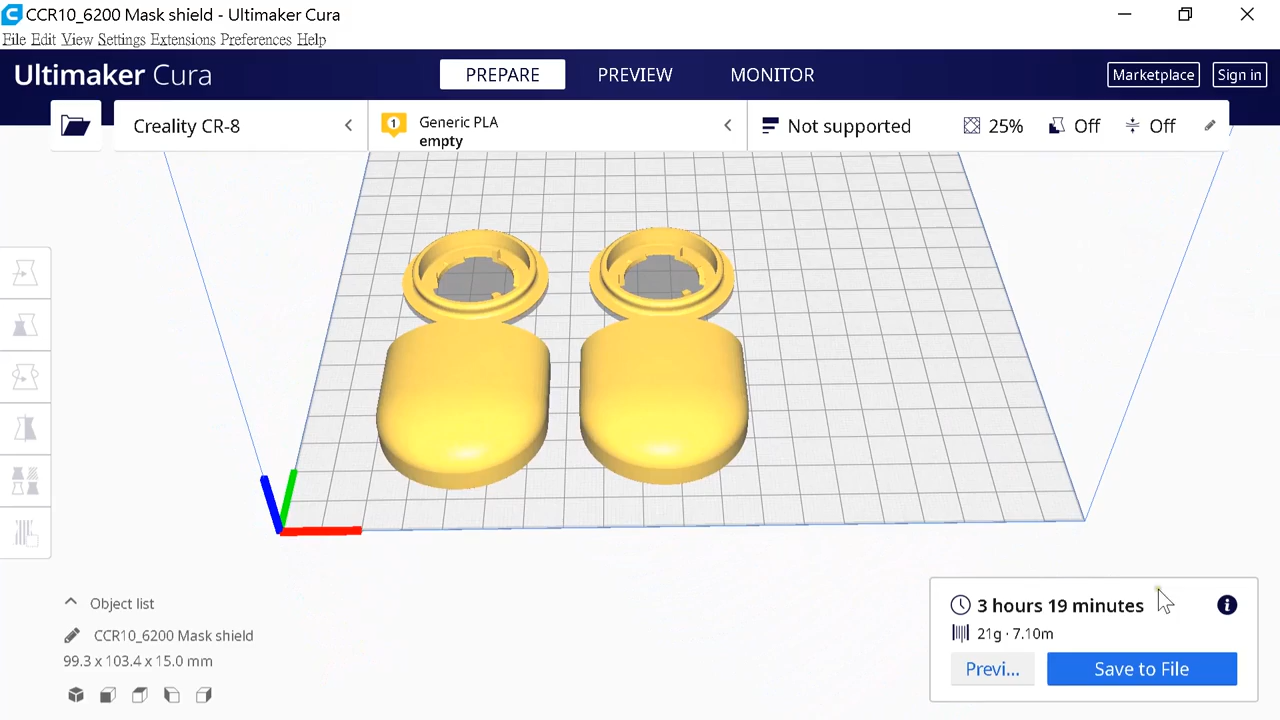 CCR10_6200 Mask shield - Ultimaker Cura
File Edit View Settings Extensions Preferences Help
Ultimaker Cura
PREPARE
PREVIEW
MONITOR
Marketplace
Sign in
Creality CR-8
1
Generic PLA
empty
Not supported
25%
Off
Off
Object list
CCR10_6200 Mask shield
99.3 x 103.4 x 15.0 mm
3 hours 19 minutes
21g · 7.10m
Previ...
Save to File